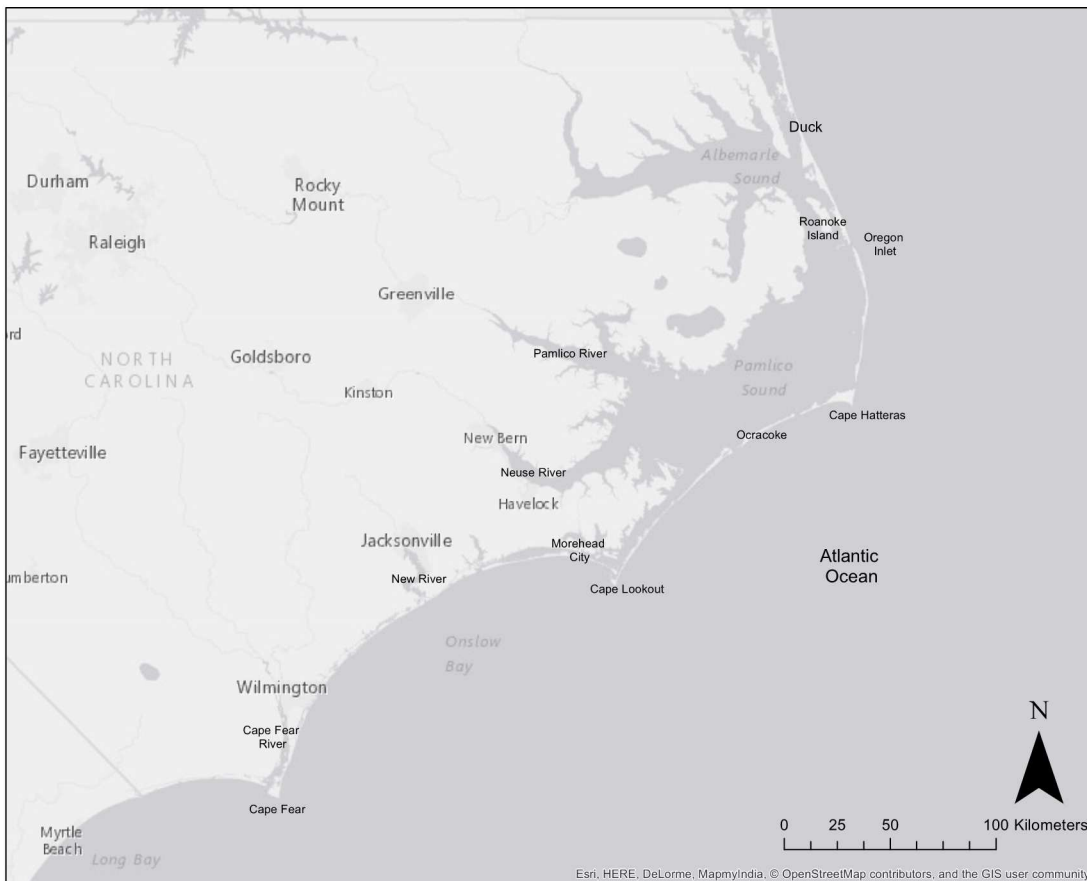 Duck
Albemarle
Sound
Durham
Rocky
Mount
Roanoke
Island
Raleigh
Oregon
Inlet
Greenville
rd
NORTH
CAROLINA
Goldsboro
Pamlico River
Pamlico
Sound
Kinston
Cape Hatteras
New Bern
Ocracoke
Fayetteville
Neuse River
Havelock
Jacksonville
Morehead
City
Atlantic
Ocean
umberton
New River
Cape Lookout
Onslow
Bay
Wilmington
N
Cape Fear
River
Cape Fear
0 25 50 100 Kilometers
Myrtle
Beach
Long Bay
Esri, HERE, DeLorme, MapmyIndia, © OpenStreetMap contributors, and the GIS user community